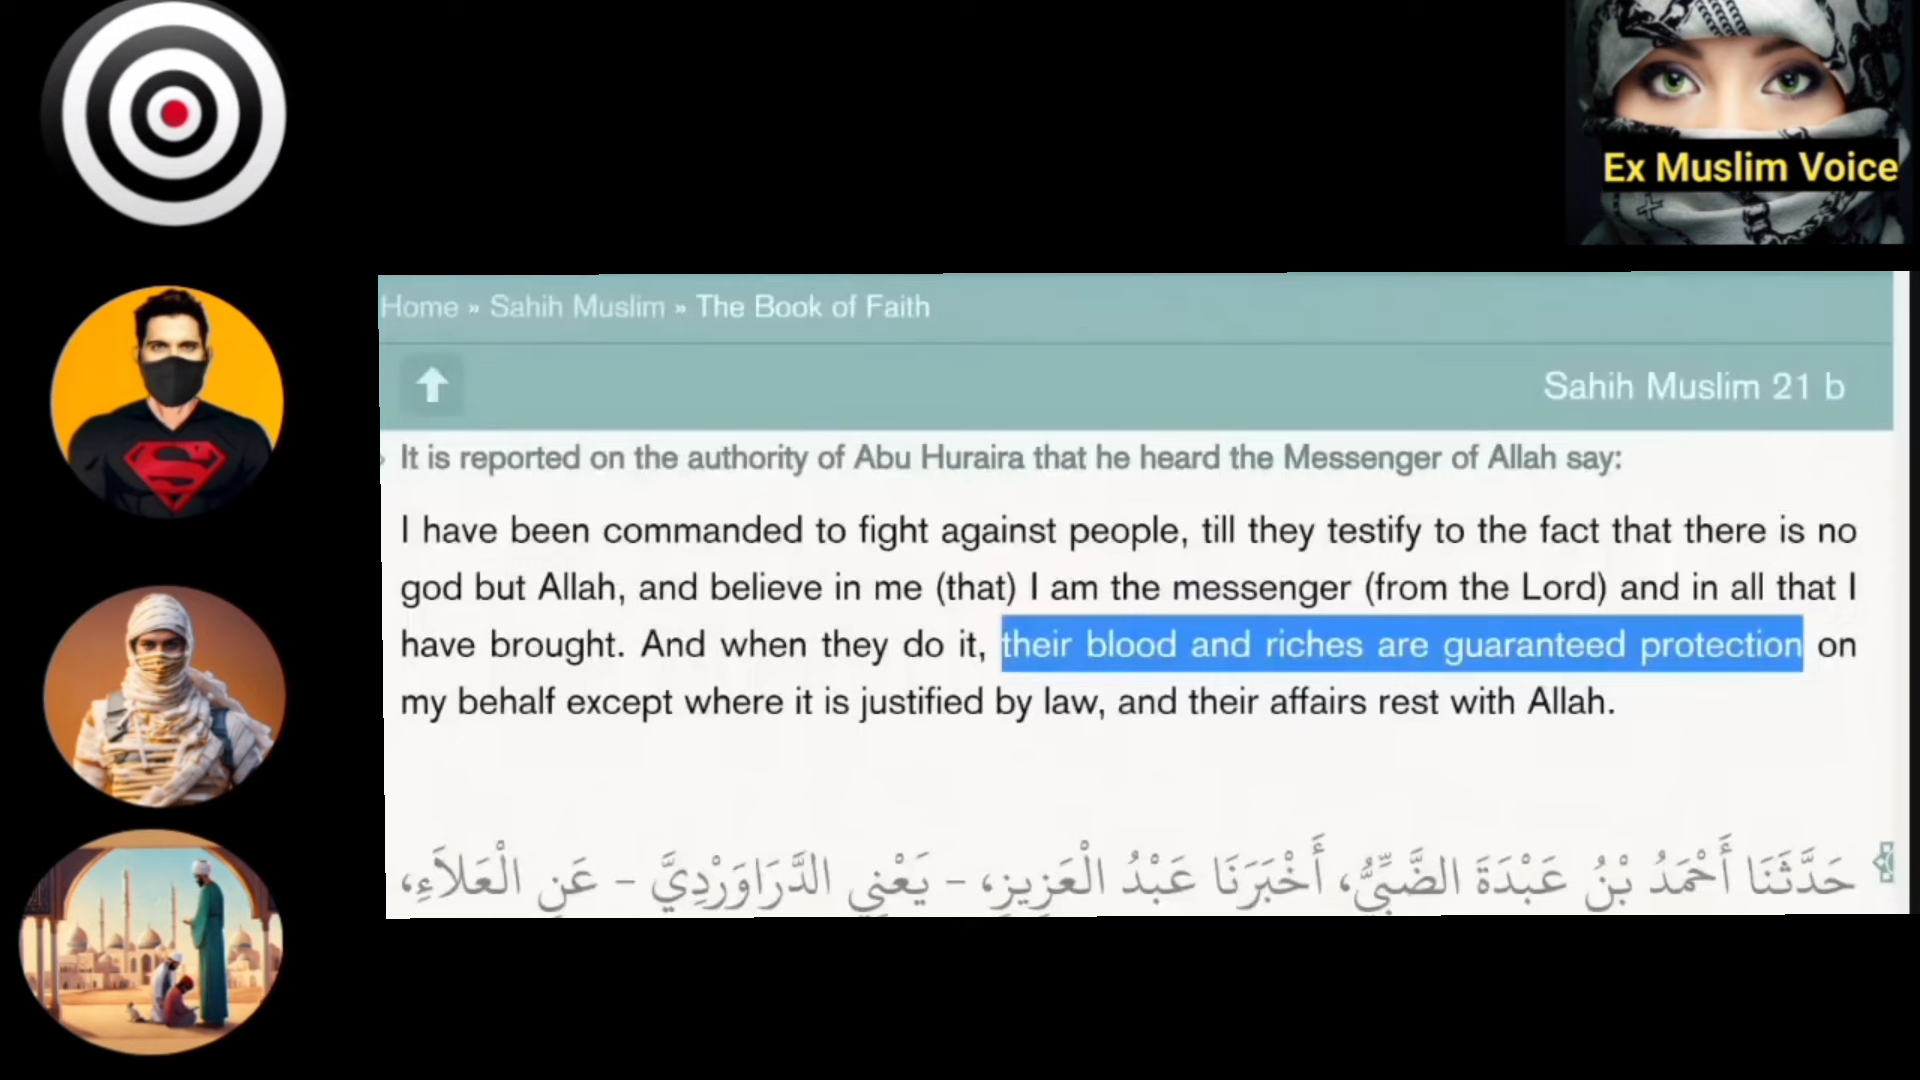 Ex Muslim Voice
Home » Sahih Muslim » The Book of Faith
Sahih Muslim 21 b
It is reported on the authority of Abu Huraira that he heard the Messenger of Allah say:
I have been commanded to fight against people, till they testify to the fact that there is no
god but Allah, and believe in me (that) I am the messenger (from the Lord) and in all that I
have brought. And when they do it, their blood and riches are guaranteed protection on
my behalf except where it is justified by law, and their affairs rest with Allah.
حَدَّثَنَا أَحْمَدُ بْنُ عَبْدَةَ الضَّبِّيُّ، أَخْبَرَنَا عَبْدُ الْعَزِيزِ، - يَعْنِي الدَّرَاوَرْدِيَّ - عَنِ الْعَلاَءِ،